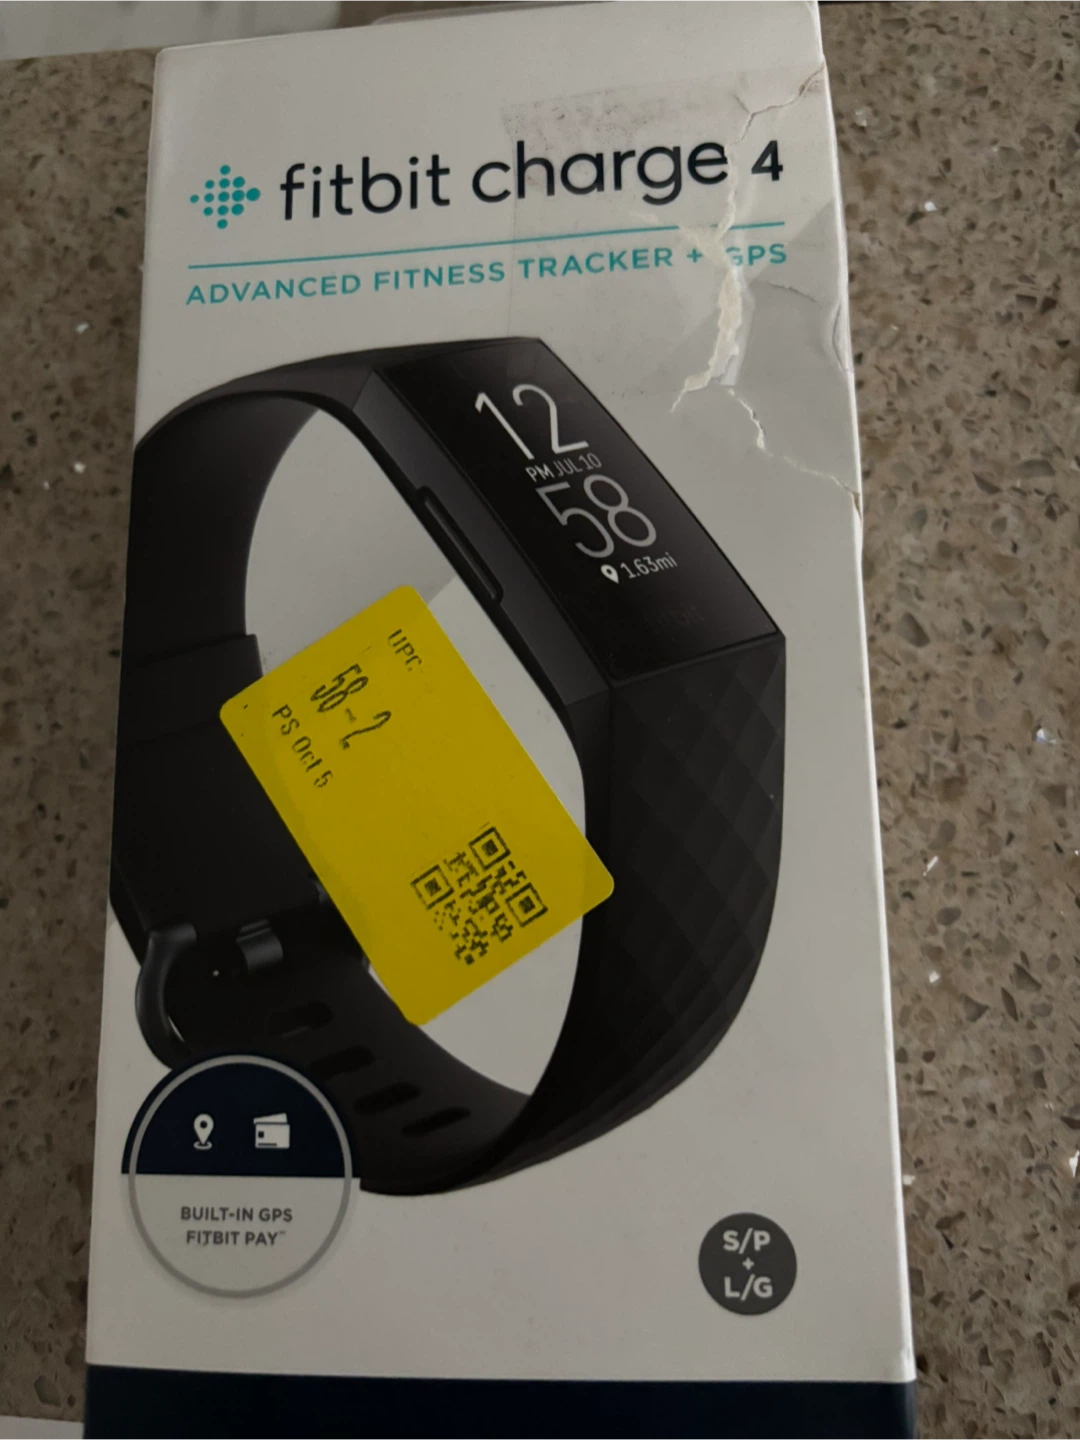 fitbit charge 4
ADVANCED FITNESS TRACKER + GPS
12
PM JUL 10
58
1.63mi
UPC
58-2
PS Oct 5
BUILT-IN GPS
FITBIT PAY™
S/P
+
L/G